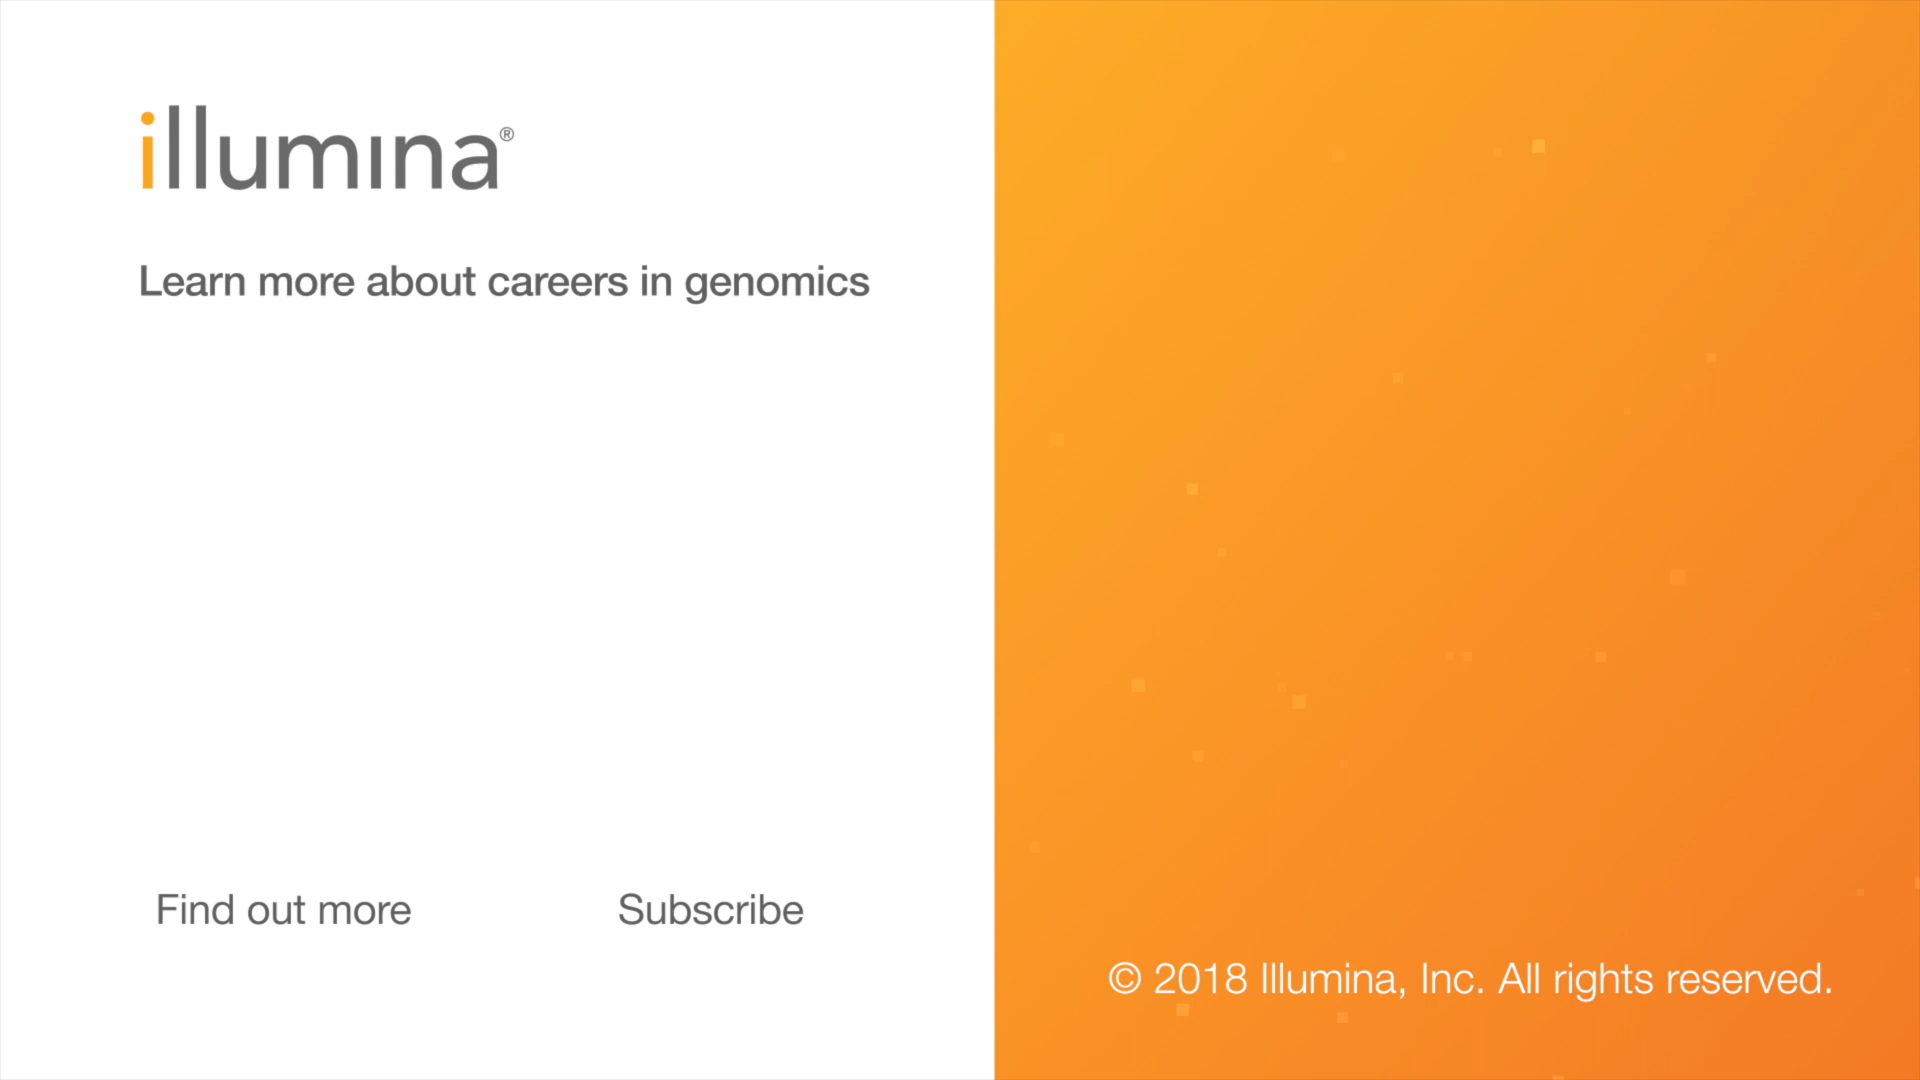 illumina®
Learn more about careers in genomics
Find out more
Subscribe
© 2018 Illumina, Inc. All rights reserved.